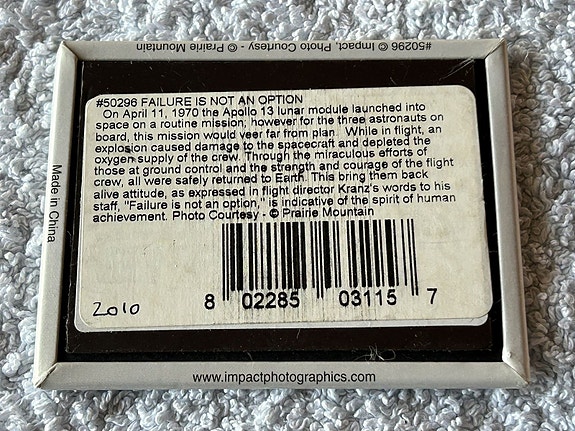 #50296 © Impact, Photo Courtesy - © Prairie Mountain
#50296 FAILURE IS NOT AN OPTION
On April 11, 1970 the Apollo 13 lunar module launched into
space on a routine mission; however for the three astronauts on
board, this mission would veer far from plan. While in flight, an
explosion caused damage to the spacecraft and depleted the
oxygen supply of the crew. Through the miraculous efforts of
those at ground control and the strength and courage of the flight
crew, all were safely returned to Earth. This bring them back
alive attitude, as expressed in flight director Kranz's words to his
staff, "Failure is not an option," is indicative of the spirit of human
achievement. Photo Courtesy - © Prairie Mountain
8 02285 03115 7
2010
Made in China
www.impactphotographics.com